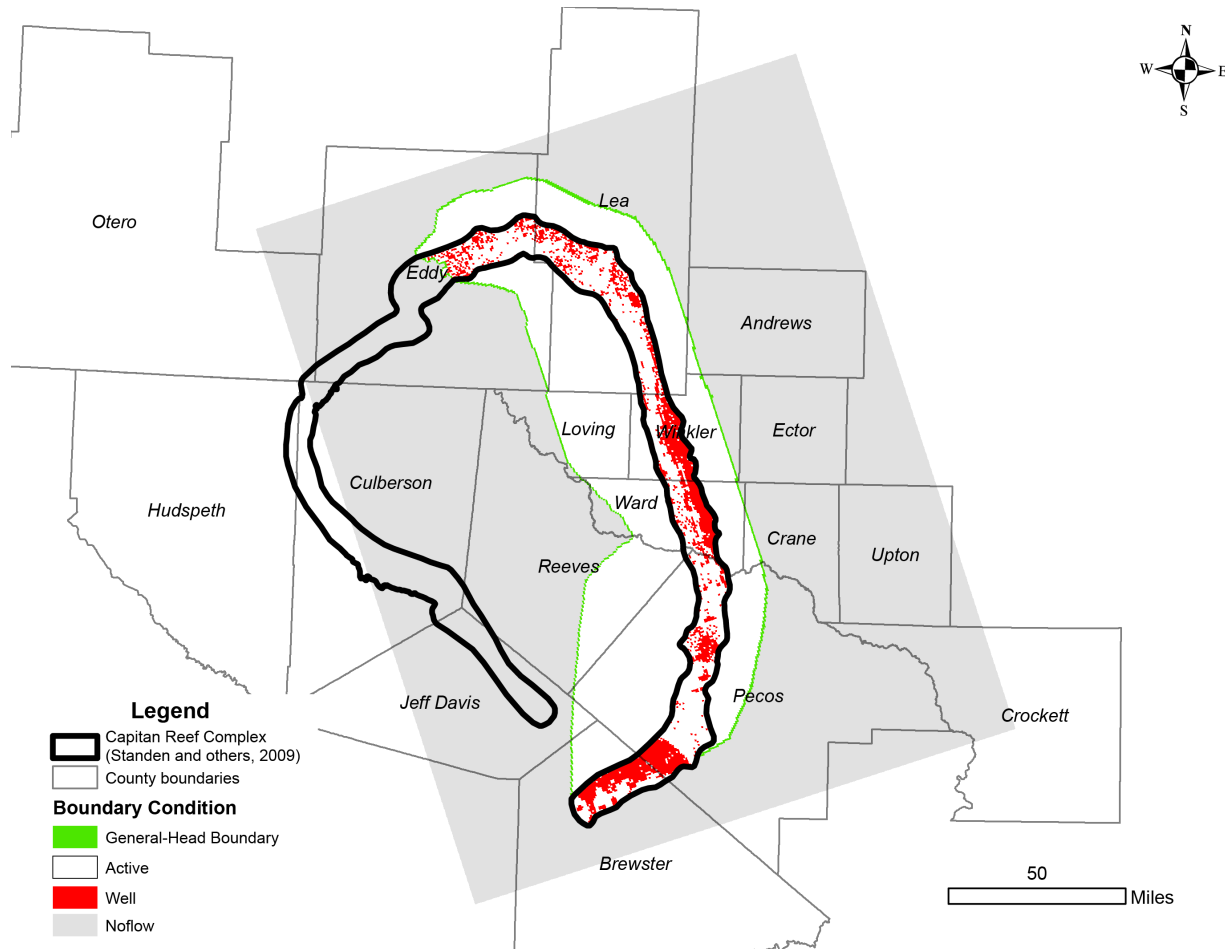 N
W
E
S
Lea
Otero
Eddy
Andrews
Loving
Winkler
Ector
Culberson
Hudspeth
Ward
Crane
Upton
Reeves
Pecos
Jeff Davis
Crockett
Brewster
Legend
Capitan Reef Complex
(Standen and others, 2009)
County boundaries
Boundary Condition
General-Head Boundary
Active
Well
Noflow
50
Miles